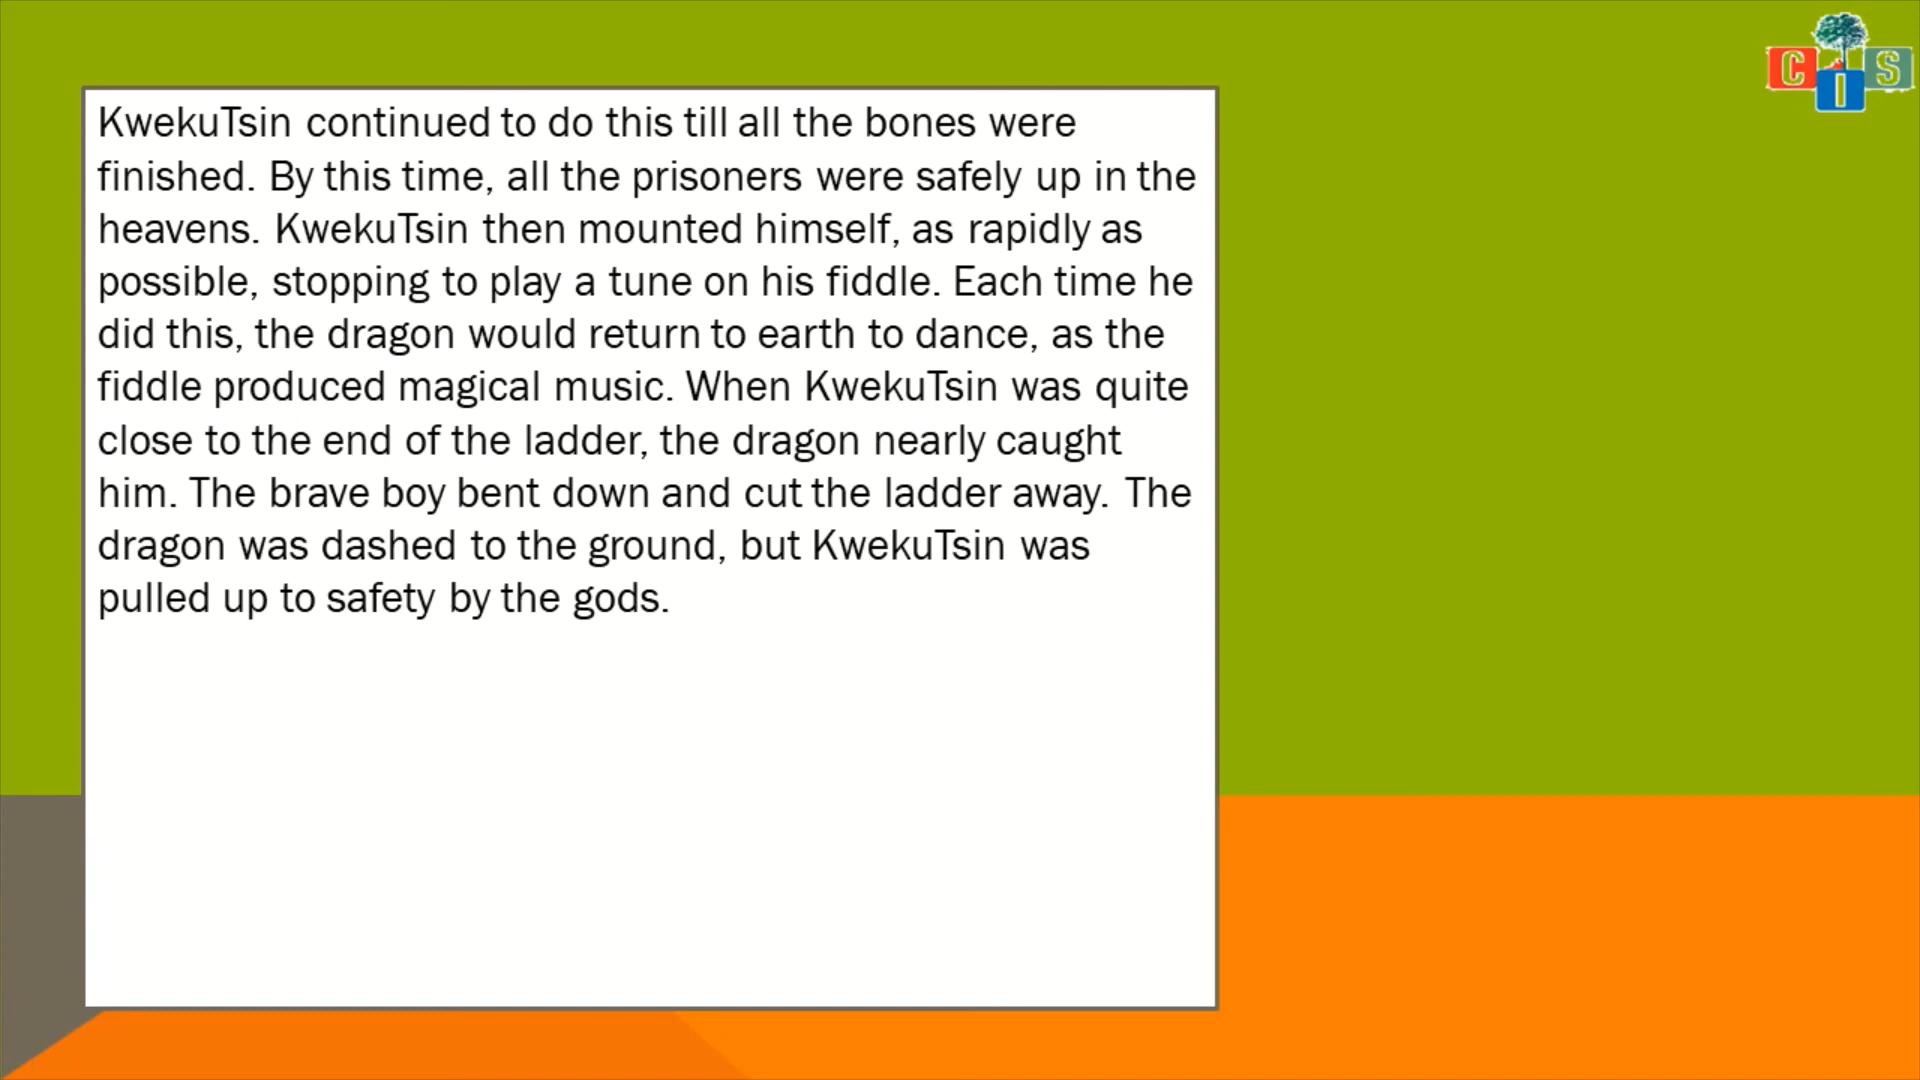 C I S
KwekuTsin continued to do this till all the bones were
finished. By this time, all the prisoners were safely up in the
heavens. KwekuTsin then mounted himself, as rapidly as
possible, stopping to play a tune on his fiddle. Each time he
did this, the dragon would return to earth to dance, as the
fiddle produced magical music. When KwekuTsin was quite
close to the end of the ladder, the dragon nearly caught
him. The brave boy bent down and cut the ladder away. The
dragon was dashed to the ground, but KwekuTsin was
pulled up to safety by the gods.